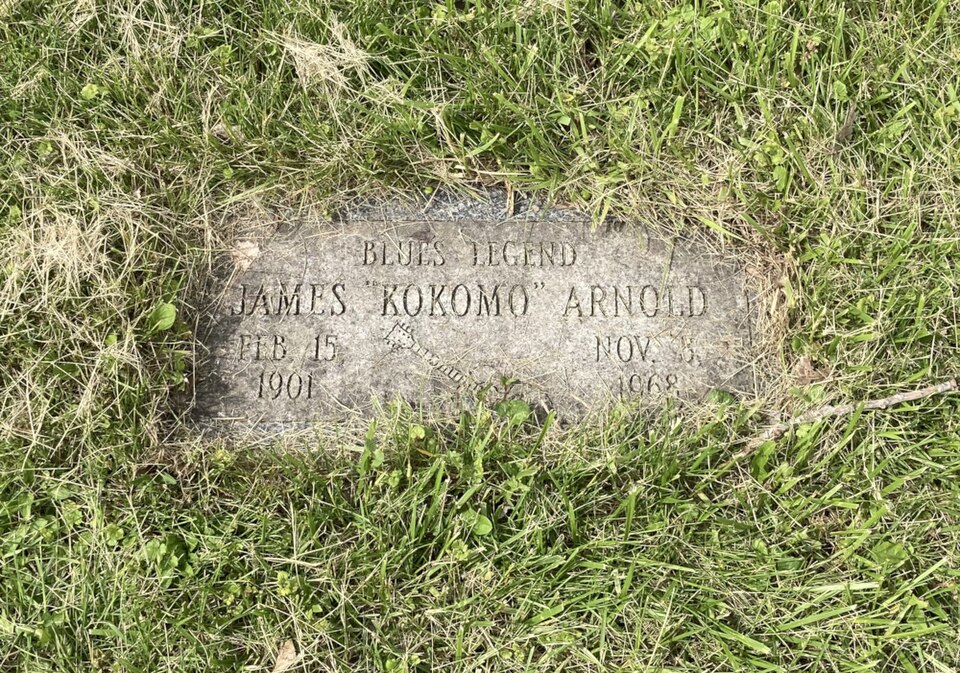 BLUES LEGEND
JAMES "KOKOMO" ARNOLD
FEB. 15, NOV. 8,
1901 1968